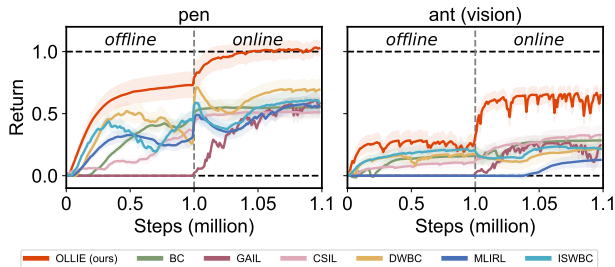 pen
ant (vision)
offline
online
offline
online
Return
1.0
0.5
0.0
0
0.5
1.0
1.05
1.1
0
0.5
1.0
1.05
1.1
Steps (million)
Steps (million)
OLLIE (ours) BC GAIL CSIL DWBC MLIRL ISWBC